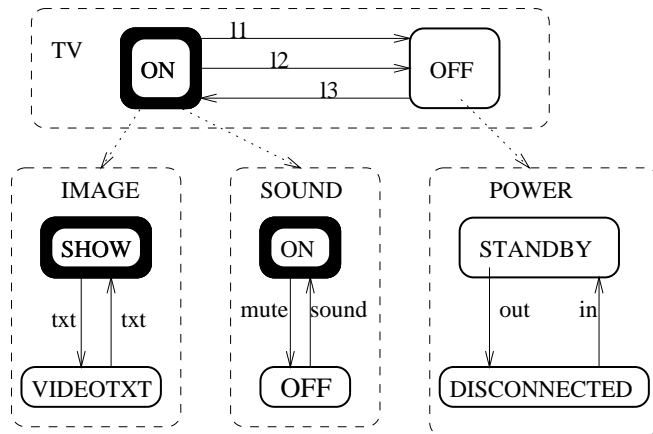 TV
ON
l1
l2
l3
OFF
IMAGE
SHOW
txt
txt
VIDEOTXT
SOUND
ON
mute
sound
OFF
POWER
STANDBY
out
in
DISCONNECTED